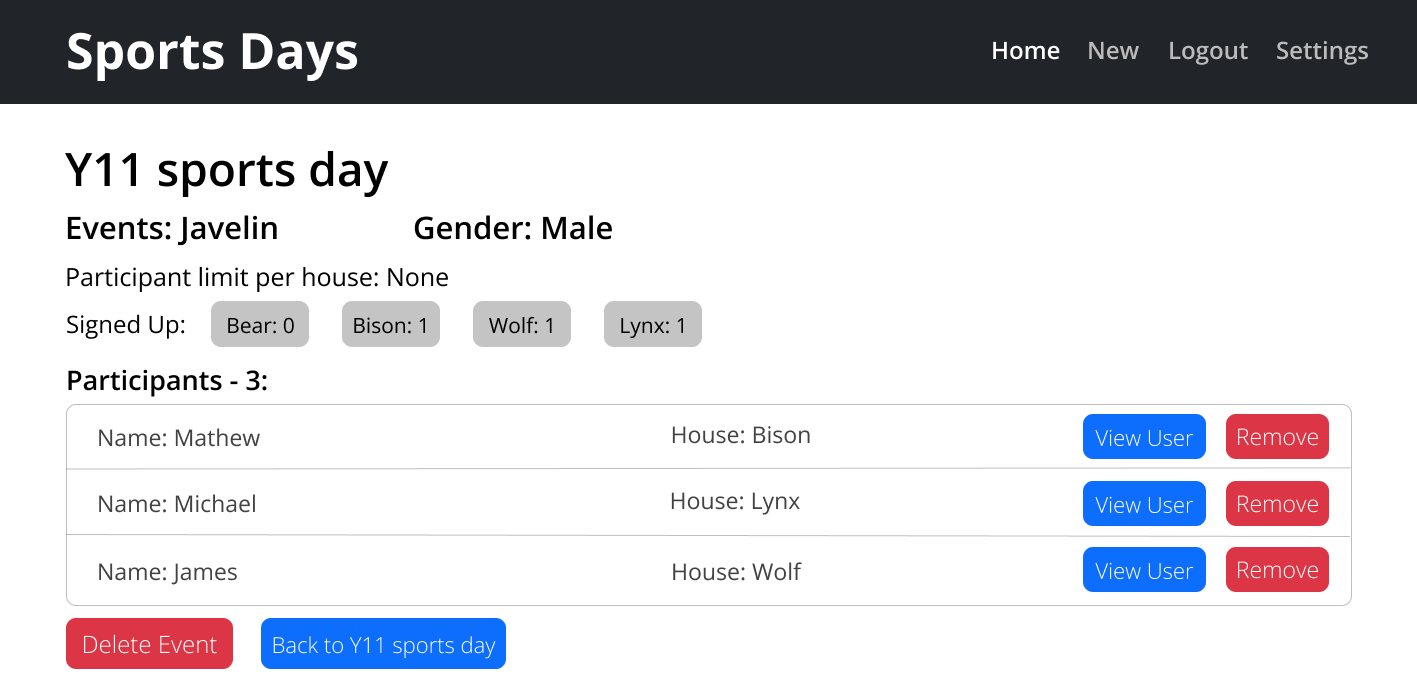 Sports Days
Home New Logout Settings
Y11 sports day
Events: Javelin Gender: Male
Participant limit per house: None
Signed Up: Bear: 0 Bison: 1 Wolf: 1 Lynx: 1
Participants - 3:
Name: Mathew House: Bison View User Remove
Name: Michael House: Lynx View User Remove
Name: James House: Wolf View User Remove
Delete Event Back to Y11 sports day